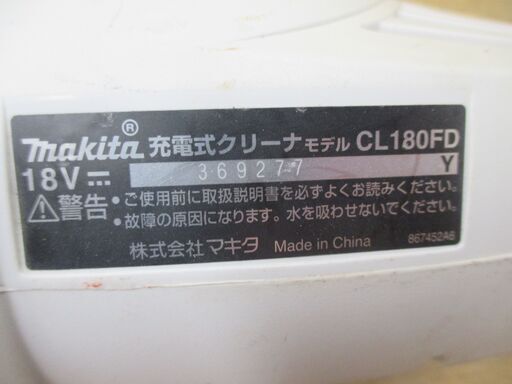 makita® 充電式クリーナモデル CL180FD
18V⎓ 369277 Y
⚠警告 •ご使用前に取扱説明書を必ずよくお読みください。
•故障の原因になります。水を吸わせないでください。
株式会社マキタ Made in China 867452A6